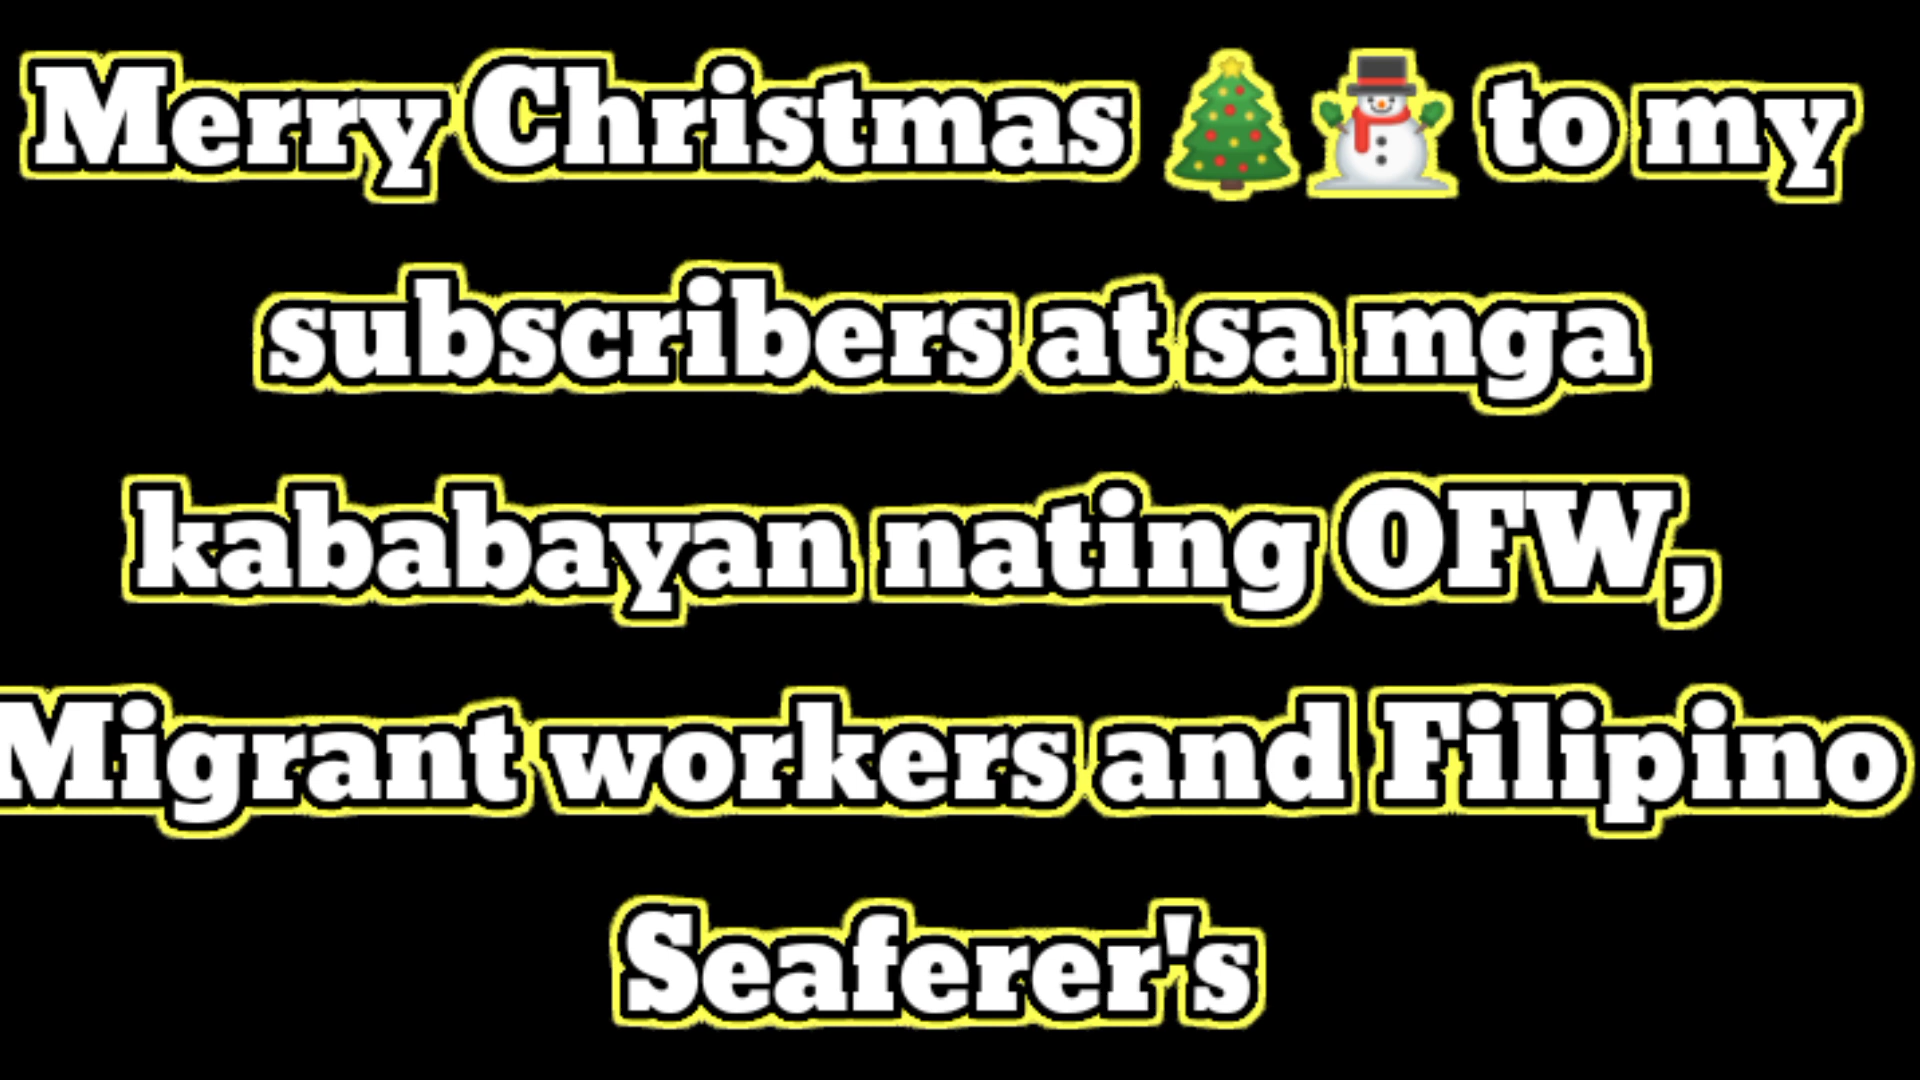 Merry Christmas 🎄☃️ to my
subscribers at sa mga
kababayan nating OFW,
Migrant workers and Filipino
Seaferer's